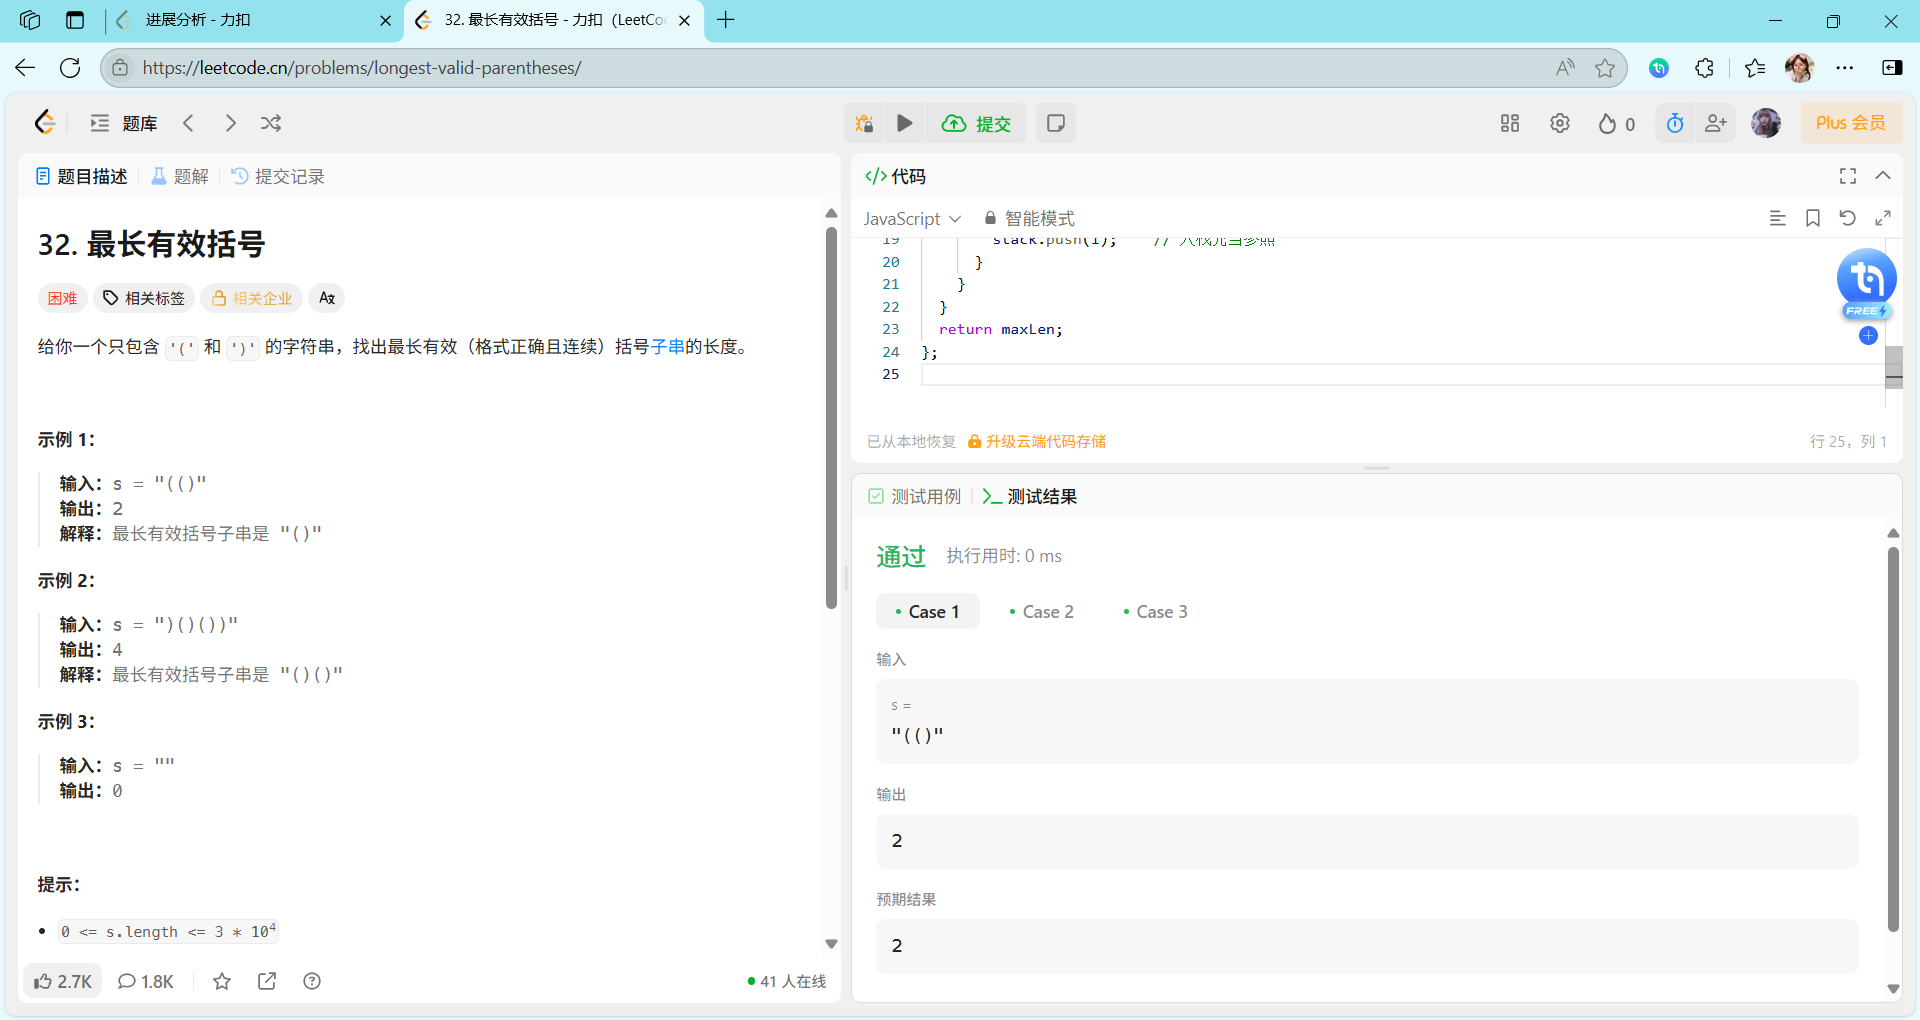 进展分析 - 力扣
32. 最长有效括号 - 力扣 (LeetCo
https://leetcode.cn/problems/longest-valid-parentheses/
题库
提交
0
Plus 会员
题目描述
题解
提交记录
32. 最长有效括号
困难
相关标签
相关企业
给你一个只包含 '(' 和 ')' 的字符串，找出最长有效（格式正确且连续）括号子串的长度。
示例 1：
输入：s = "(()"
输出：2
解释：最长有效括号子串是 "()"
示例 2：
输入：s = ")()())"
输出：4
解释：最长有效括号子串是 "()()"
示例 3：
输入：s = ""
输出：0
提示：
0 <= s.length <= 3 * 10⁴
2.7K
1.8K
41 人在线
代码
JavaScript
智能模式
19 stack.push(i); //
20 }
21 }
22 }
23 return maxLen;
24 };
25
FREE
已从本地恢复
升级云端代码存储
行 25，列 1
测试用例
测试结果
通过
执行用时: 0 ms
Case 1
Case 2
Case 3
输入
s =
"(()"
输出
2
预期结果
2